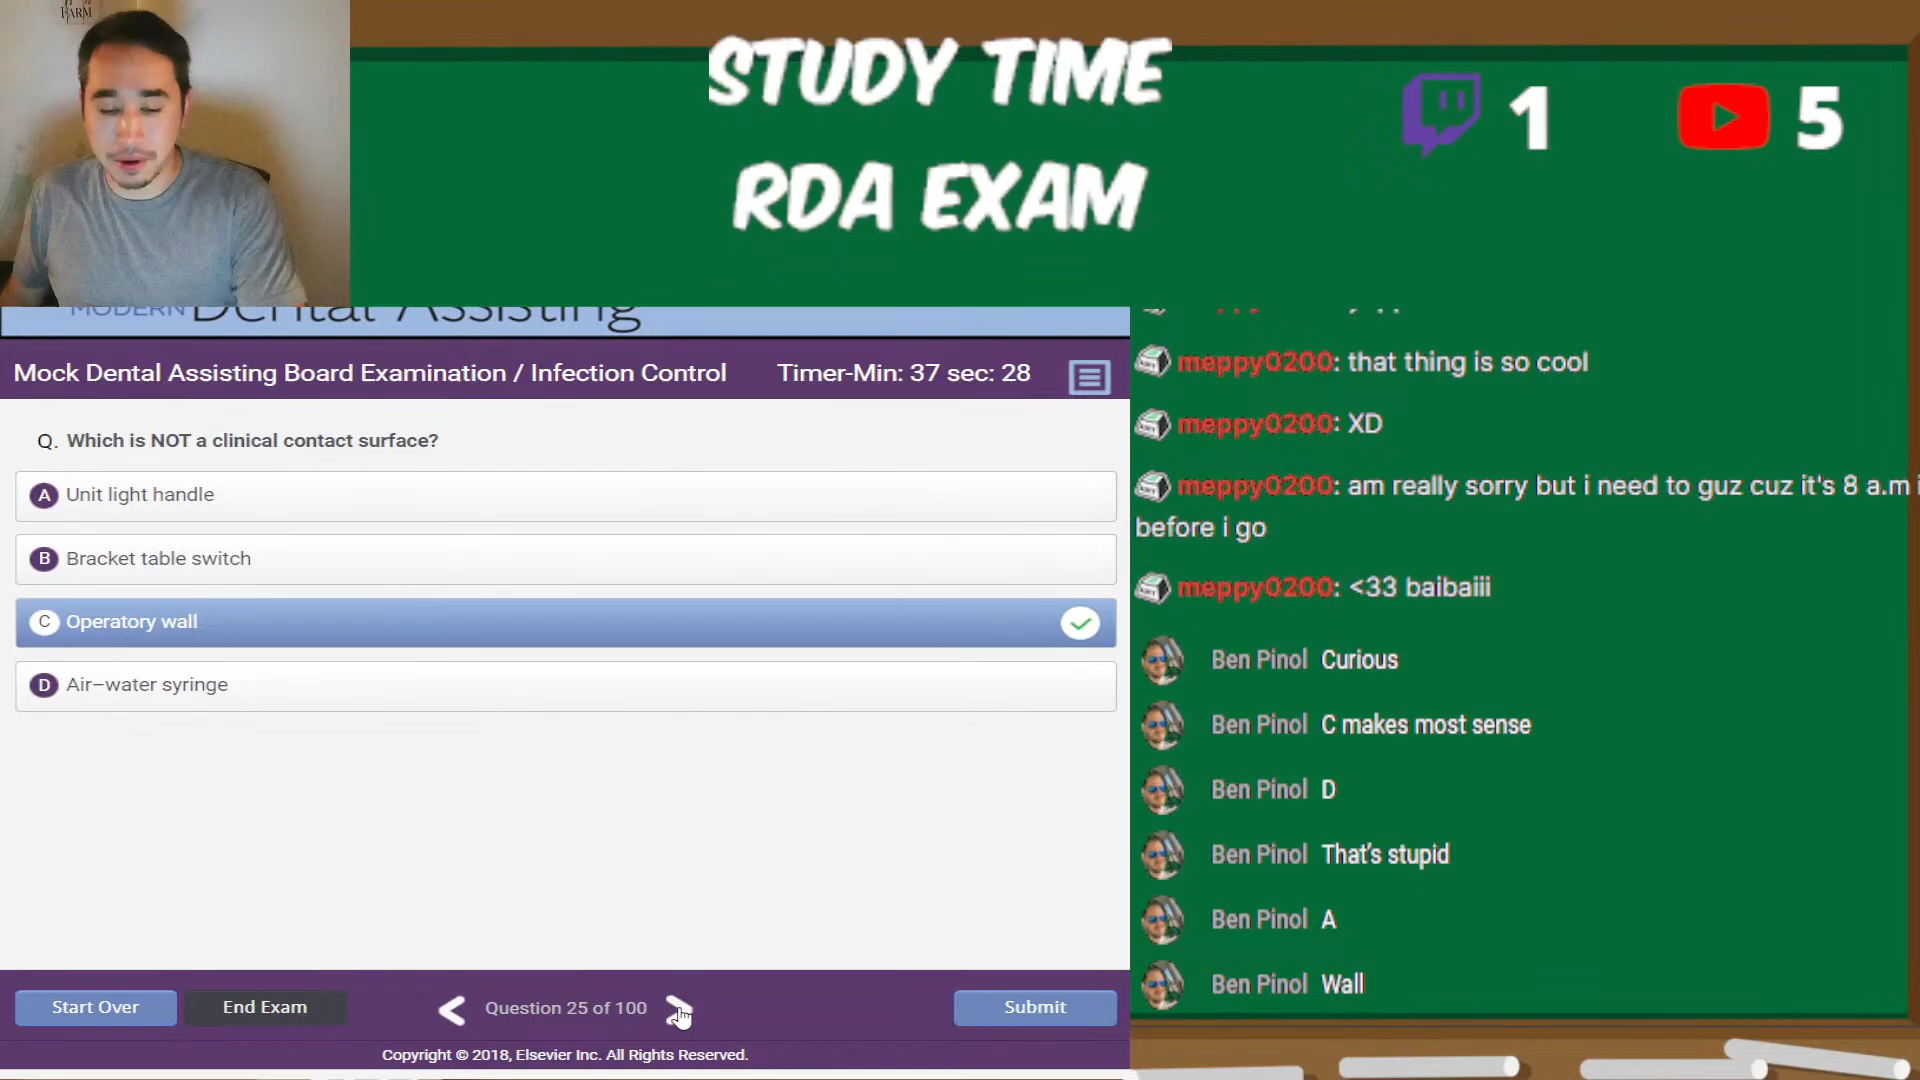 FARM
STUDY TIME
RDA EXAM
1
5
MODERN Dental Assisting
Mock Dental Assisting Board Examination / Infection Control
Timer-Min: 37 sec: 28
Q. Which is NOT a clinical contact surface?
A Unit light handle
B Bracket table switch
C Operatory wall
D Air–water syringe
Start Over
End Exam
Question 25 of 100
Submit
Copyright © 2018, Elsevier Inc. All Rights Reserved.
meppy0200: that thing is so cool
meppy0200: XD
meppy0200: am really sorry but i need to guz cuz it's 8 a.m
before i go
meppy0200: <33 baibaiii
Ben Pinol Curious
Ben Pinol C makes most sense
Ben Pinol D
Ben Pinol That's stupid
Ben Pinol A
Ben Pinol Wall